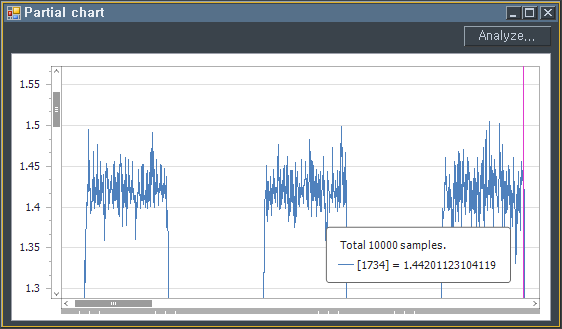 Partial chart
Analyze...
1.55
1.5
1.45
1.4
1.35
1.3
Total 10000 samples.
[1734] = 1.44201123104119